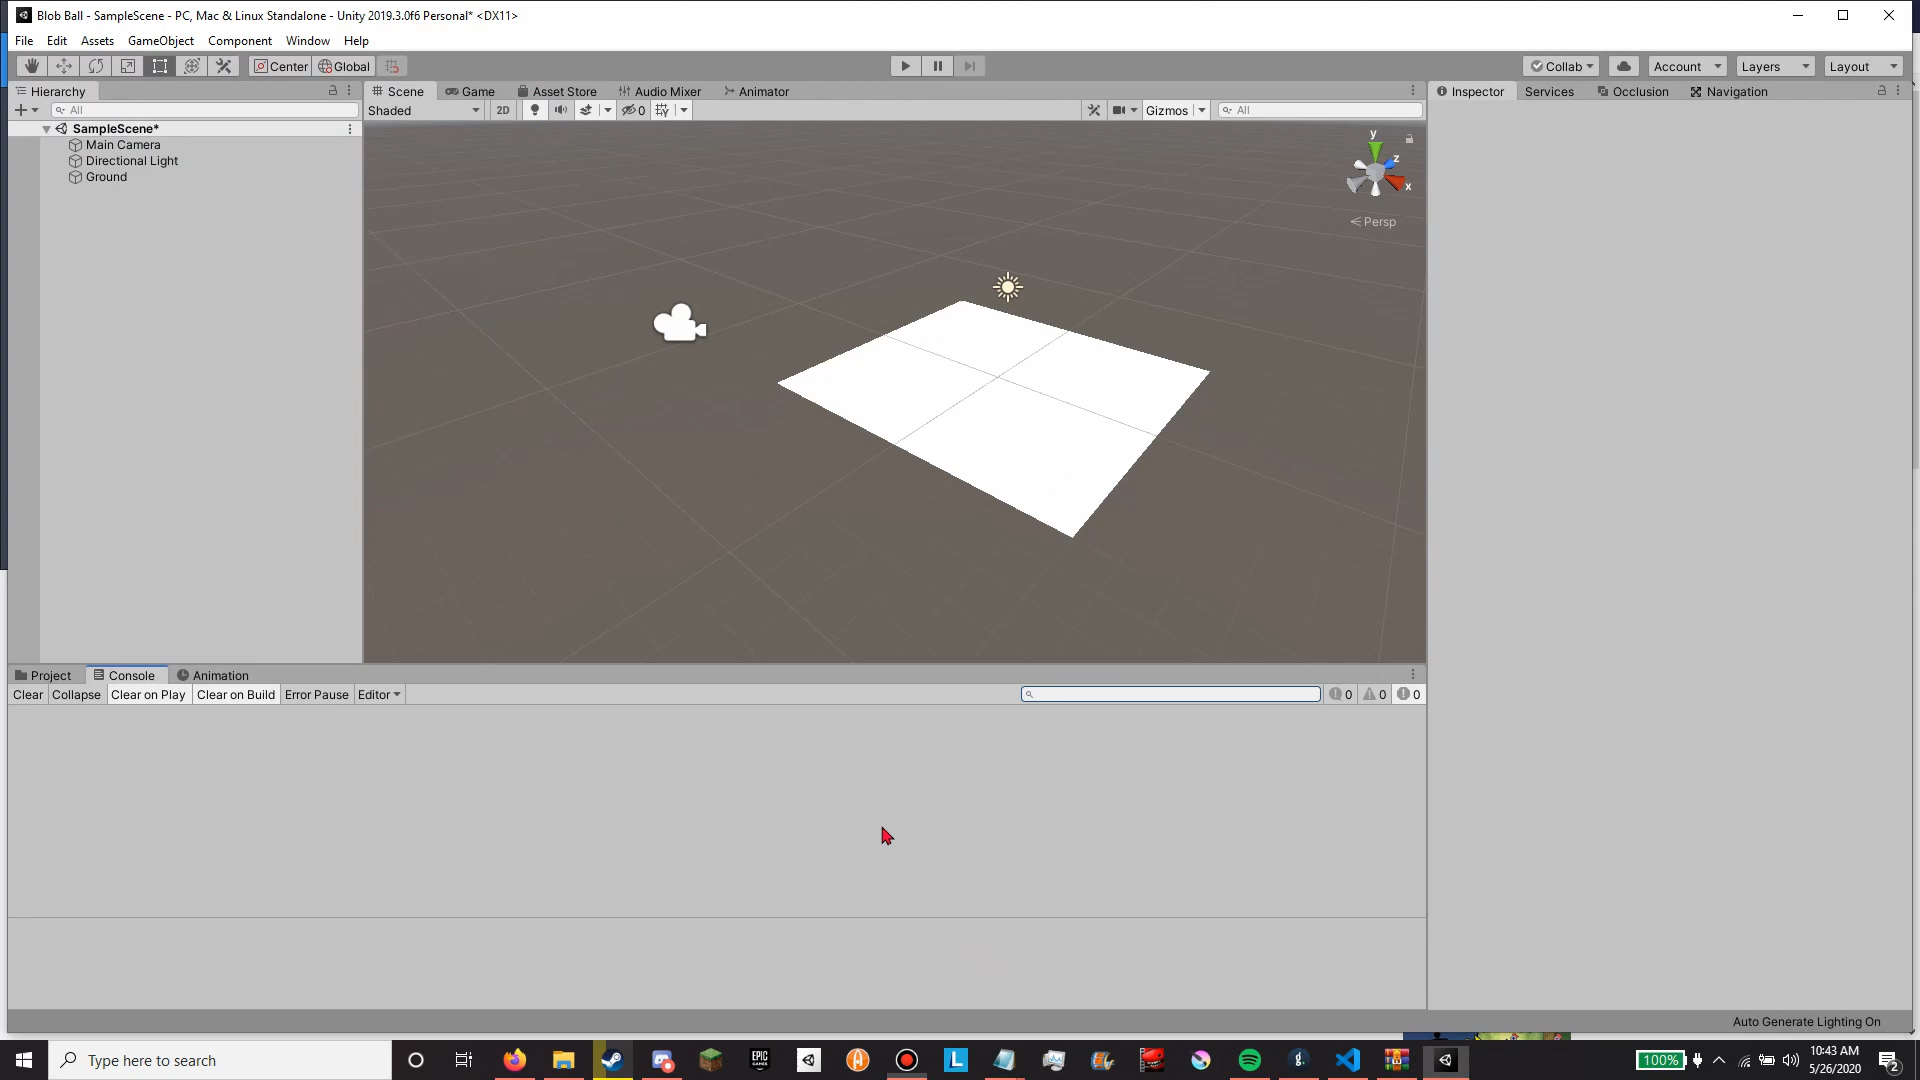 Blob Ball - SampleScene - PC, Mac & Linux Standalone - Unity 2019.3.0f6 Personal* <DX11>
File Edit Assets GameObject Component Window Help
Center Global Collab Account Layers Layout
Hierarchy Scene Game Asset Store Audio Mixer Animator Inspector Services Occlusion Navigation
All Shaded 2D 0 Gizmos All
SampleScene*
Main Camera
Directional Light
Ground
y
z
x
Persp
Project Console Animation
Clear Collapse Clear on Play Clear on Build Error Pause Editor 0 0 0
Auto Generate Lighting On
Type here to search
EPIC
GAMES
L
g.
100%
10:43 AM
5/26/2020
2